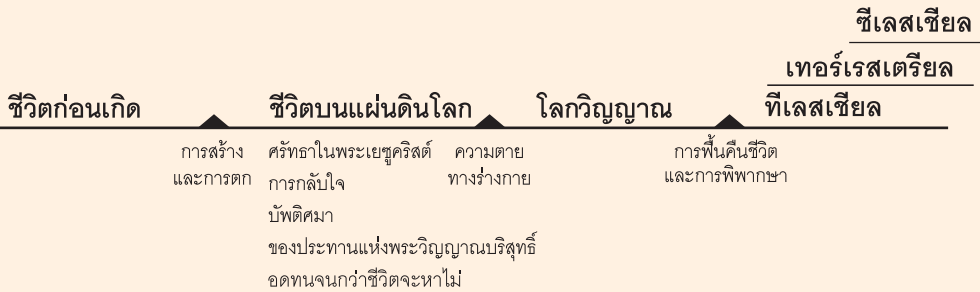 ซีเลสเชียล
เทอร์เรสเตรียล
ชีวิตก่อนเกิด ชีวิตบนแผ่นดินโลก โลกวิญญาณ ทีเลสเชียล
การสร้าง
และการตก
ศรัทธาในพระเยซูคริสต์
การกลับใจ
บัพติศมา
ของประทานแห่งพระวิญญาณบริสุทธิ์
อดทนจนกว่าชีวิตจะหาไม่
ความตาย
ทางร่างกาย
การฟื้นคืนชีวิต
และการพิพากษา